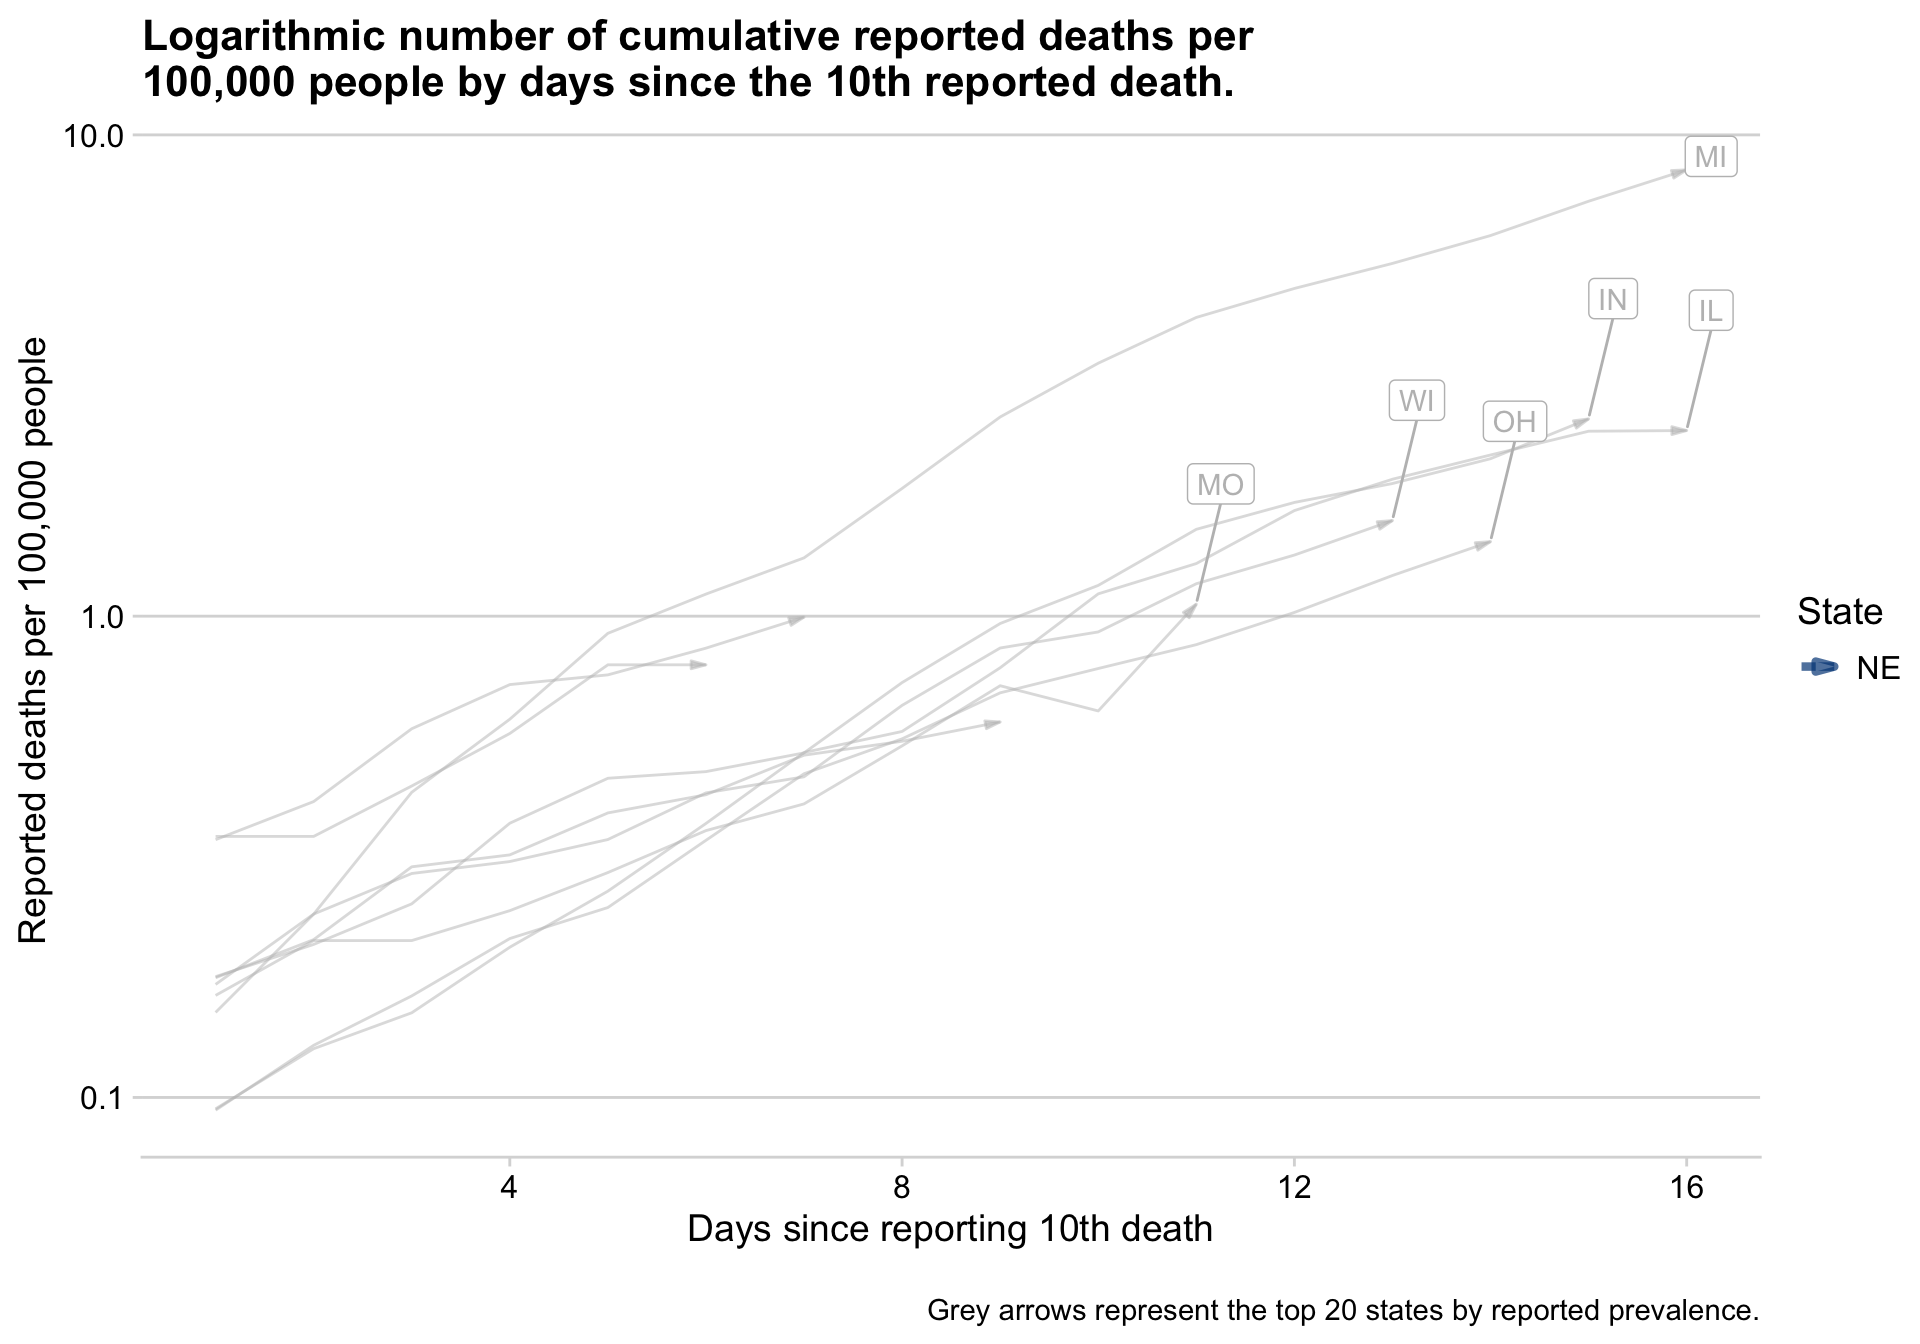 Logarithmic number of cumulative reported deaths per
100,000 people by days since the 10th reported death.
10.0
1.0
0.1
Reported deaths per 100,000 people
MI
IN
IL
WI
OH
MO
State
NE
4
8
12
16
Days since reporting 10th death
Grey arrows represent the top 20 states by reported prevalence.